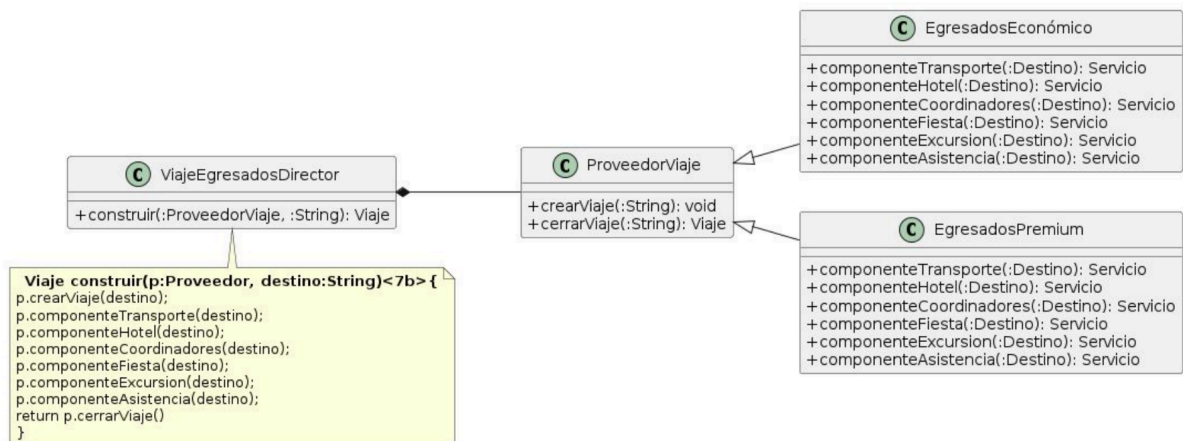 C EgresadosEconómico
+componenteTransporte(:Destino): Servicio
+componenteHotel(:Destino): Servicio
+componenteCoordinadores(:Destino): Servicio
+componenteFiesta(:Destino): Servicio
+componenteExcursion(:Destino): Servicio
+componenteAsistencia(:Destino): Servicio
C ViajeEgresadosDirector
+construir(:ProveedorViaje, :String): Viaje
C ProveedorViaje
+crearViaje(:String): void
+cerrarViaje(:String): Viaje
C EgresadosPremium
+componenteTransporte(:Destino): Servicio
+componenteHotel(:Destino): Servicio
+componenteCoordinadores(:Destino): Servicio
+componenteFiesta(:Destino): Servicio
+componenteExcursion(:Destino): Servicio
+componenteAsistencia(:Destino): Servicio
Viaje construir(p:Proveedor, destino:String)<7b>{
p.crearViaje(destino);
p.componenteTransporte(destino);
p.componenteHotel(destino);
p.componenteCoordinadores(destino);
p.componenteFiesta(destino);
p.componenteExcursion(destino);
p.componenteAsistencia(destino);
return p.cerrarViaje()
}